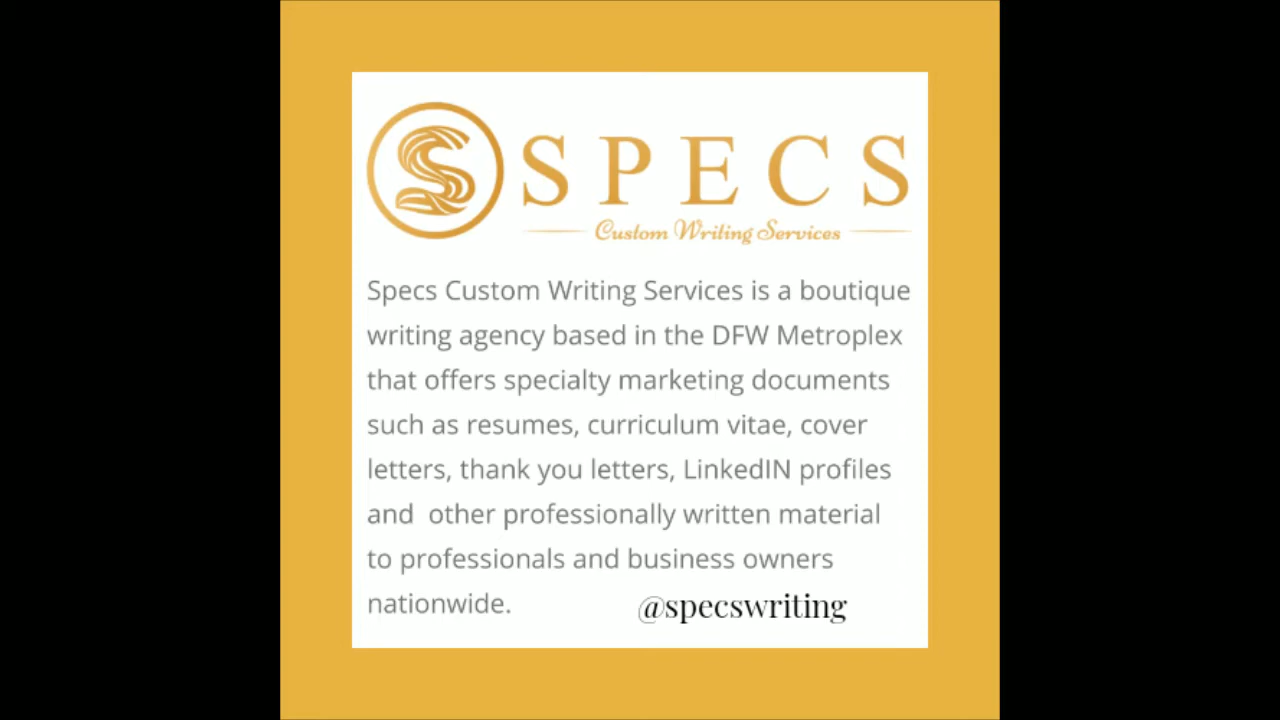 SPECS
Custom Writing Services
Specs Custom Writing Services is a boutique
writing agency based in the DFW Metroplex
that offers specialty marketing documents
such as resumes, curriculum vitae, cover
letters, thank you letters, LinkedIN profiles
and  other professionally written material
to professionals and business owners
nationwide.
@specswriting